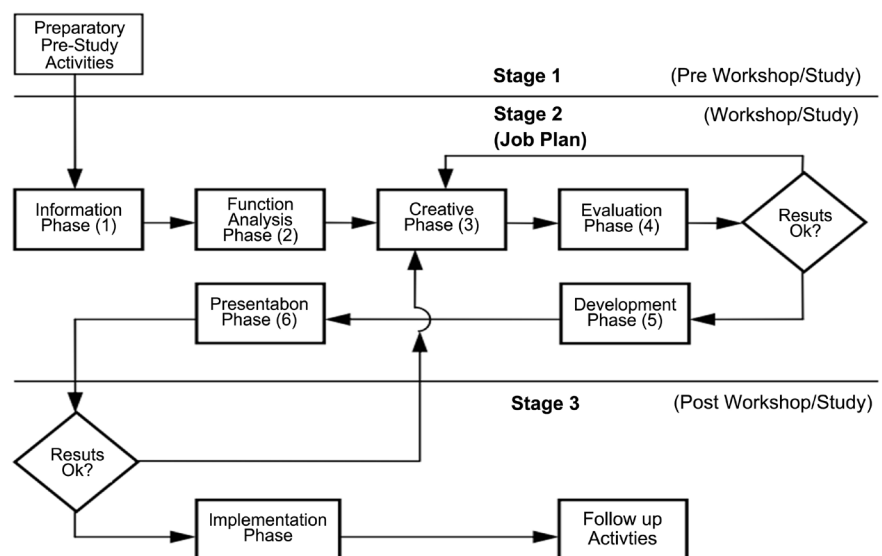 Preparatory
Pre-Study
Activities
Stage 1
(Pre Workshop/Study)
Stage 2
(Job Plan)
(Workshop/Study)
Information
Phase (1)
Function
Analysis
Phase (2)
Creative
Phase (3)
Evaluation
Phase (4)
Resuts
Ok?
Presentabon
Phase (6)
Development
Phase (5)
Stage 3
(Post Workshop/Study)
Resuts
Ok?
Implementation
Phase
Follow up
Activties